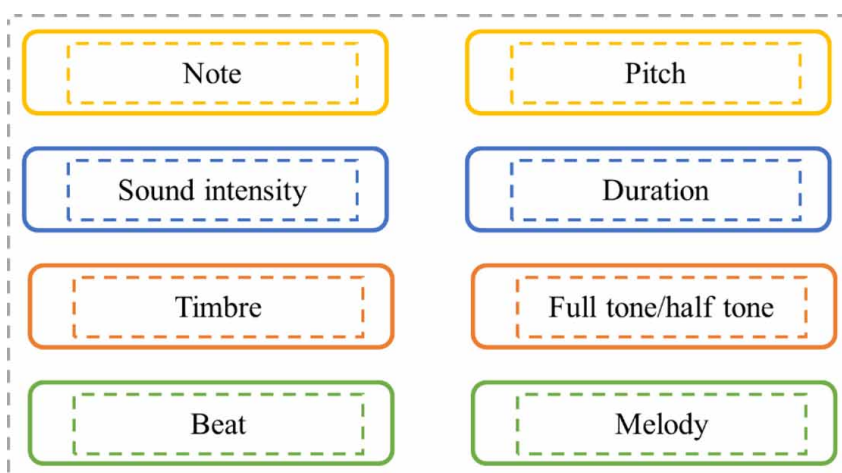 Note
Pitch
Sound intensity
Duration
Timbre
Full tone/half tone
Beat
Melody